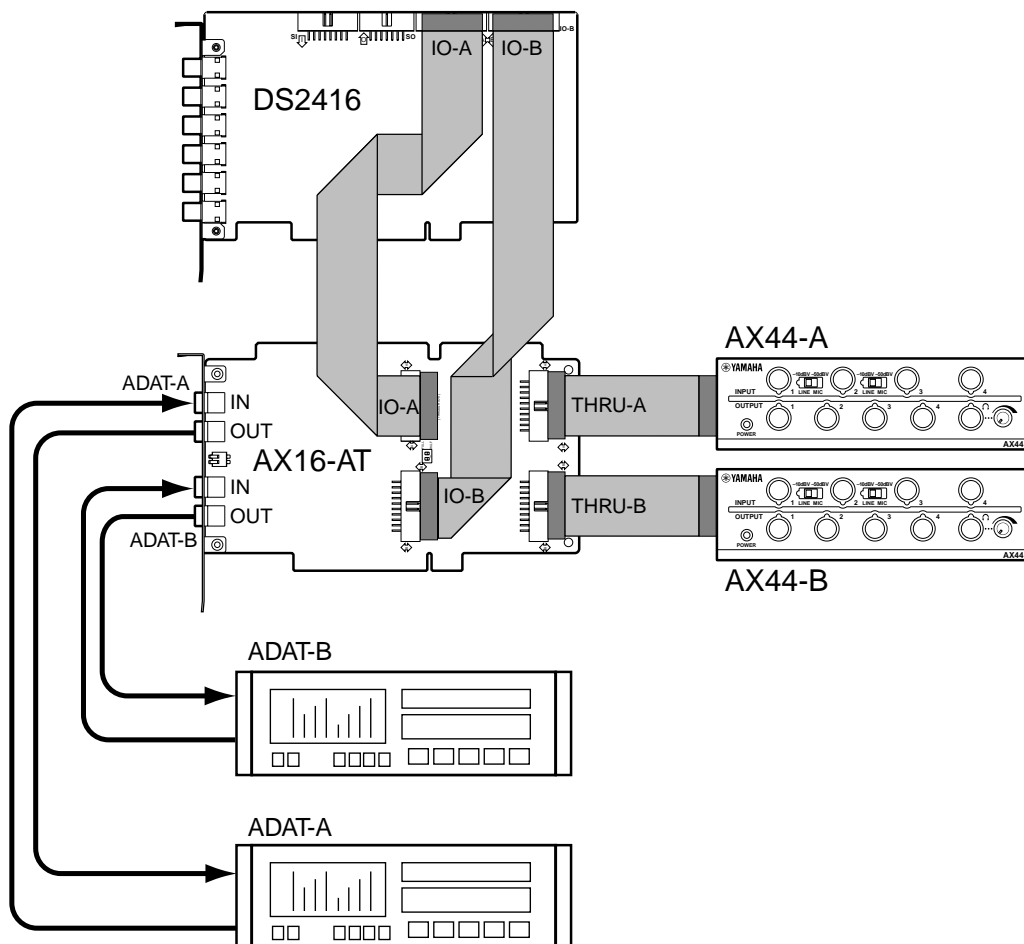 SI
SO
IO-A
IO-B
IO-B
DS2416
AX44-A
YAMAHA
-10dBV -50dBV
-10dBV -50dBV
INPUT
1
LINE MIC
2
LINE MIC
3
4
OUTPUT
1
2
3
4
POWER
AX44
ADAT-A
IN
OUT
IO-A
THRU-A
AX16-AT
IN
OUT
IO-B
THRU-B
ADAT-B
YAMAHA
-10dBV -50dBV
-10dBV -50dBV
INPUT
1
LINE MIC
2
LINE MIC
3
4
OUTPUT
1
2
3
4
POWER
AX44
AX44-B
ADAT-B
ADAT-A